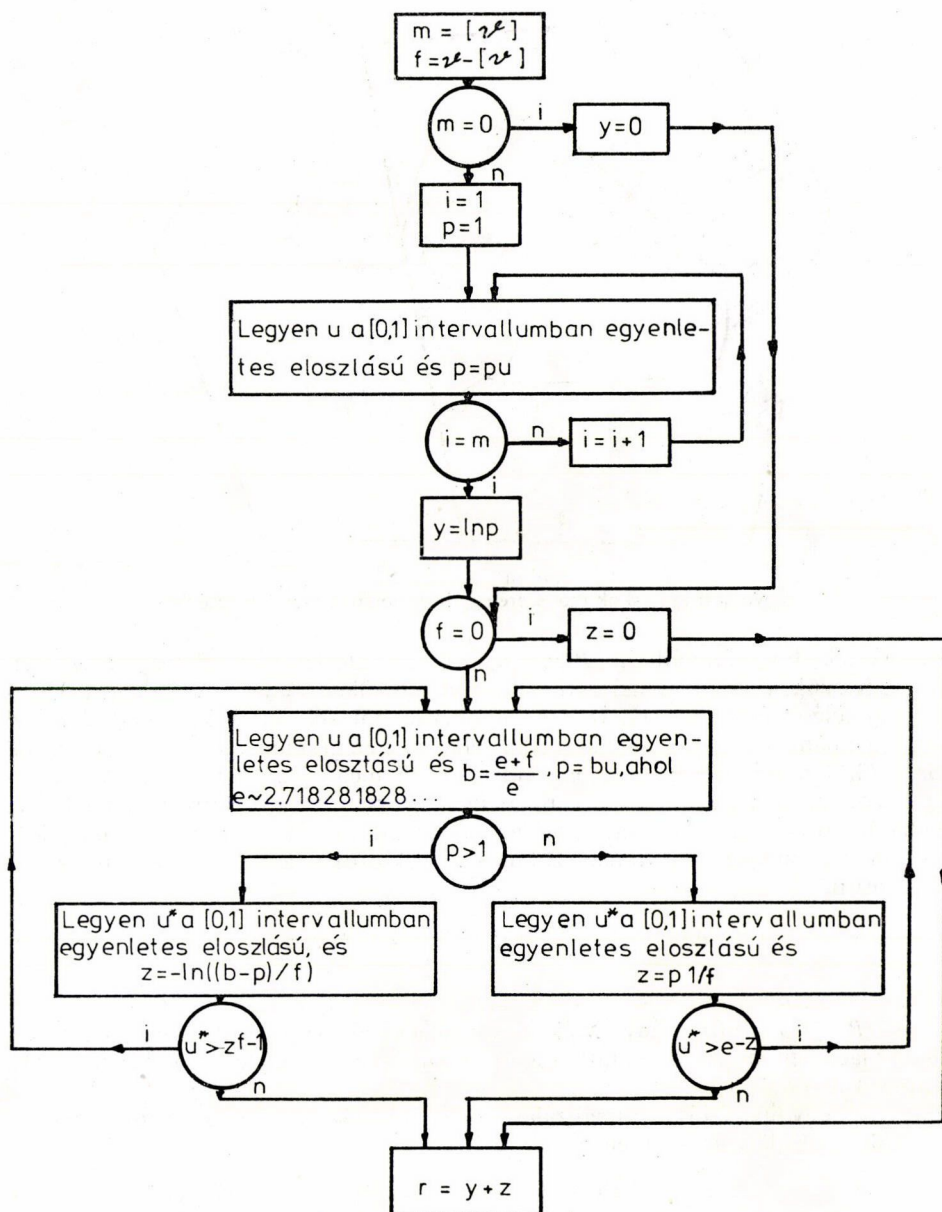 m = [ϑ]
f=ϑ-[ϑ]
m = 0
i
y=0
n
i = 1
p=1
Legyen u a [0,1] intervallumban egyenle-
tes eloszlású és p=pu
i = m
n
i = i + 1
i
y=lnp
f = 0
i
z = 0
n
Legyen u a [0,1] intervallumban egyen-
letes elosztású és b=\frac{e+f}{e}, p= bu, ahol
e~2.718281828...
p>1
i
n
Legyen u* a [0,1] intervallumban
egyenletes eloszlású, és
z=-ln((b-p)/f)
Legyen u* a [0,1] intervallumban
egyenletes eloszlású és
z=p 1/f
i
u*>z^{f-1}
n
u*>e^{-z}
i
n
r = y+z